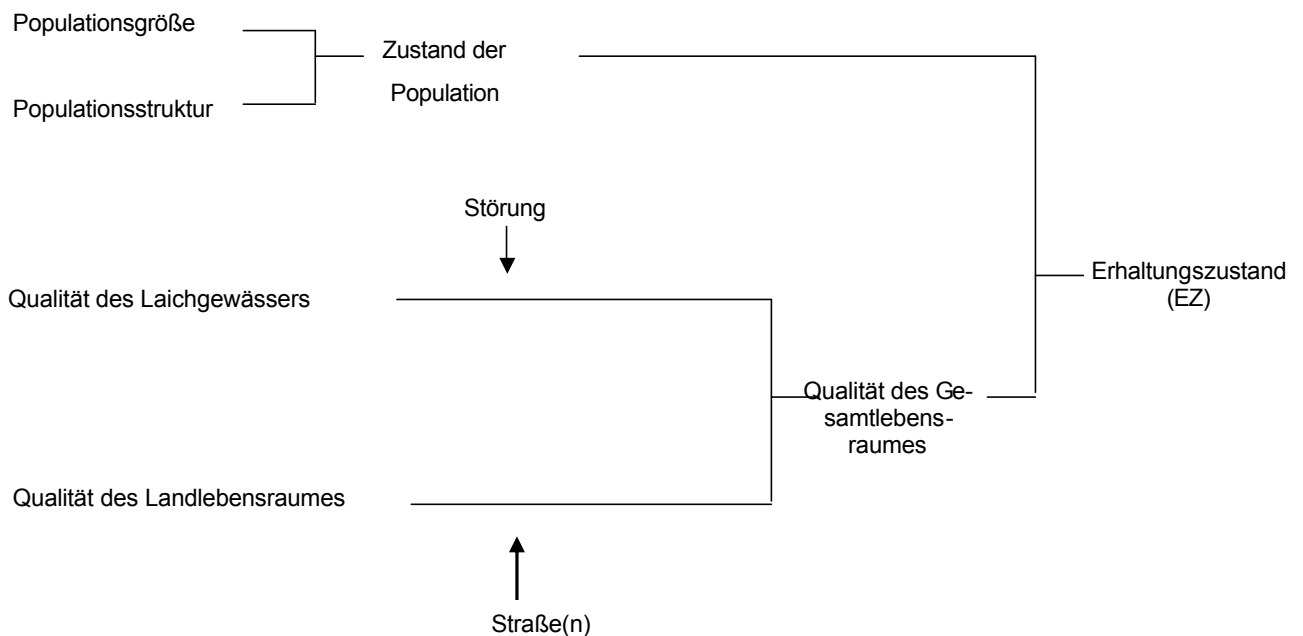 Populationsgröße
Zustand der
Population
Populationsstruktur
Störung
Qualität des Laichgewässers
Erhaltungszustand
(EZ)
Qualität des Ge-
samtlebens-
raumes
Qualität des Landlebensraumes
Straße(n)